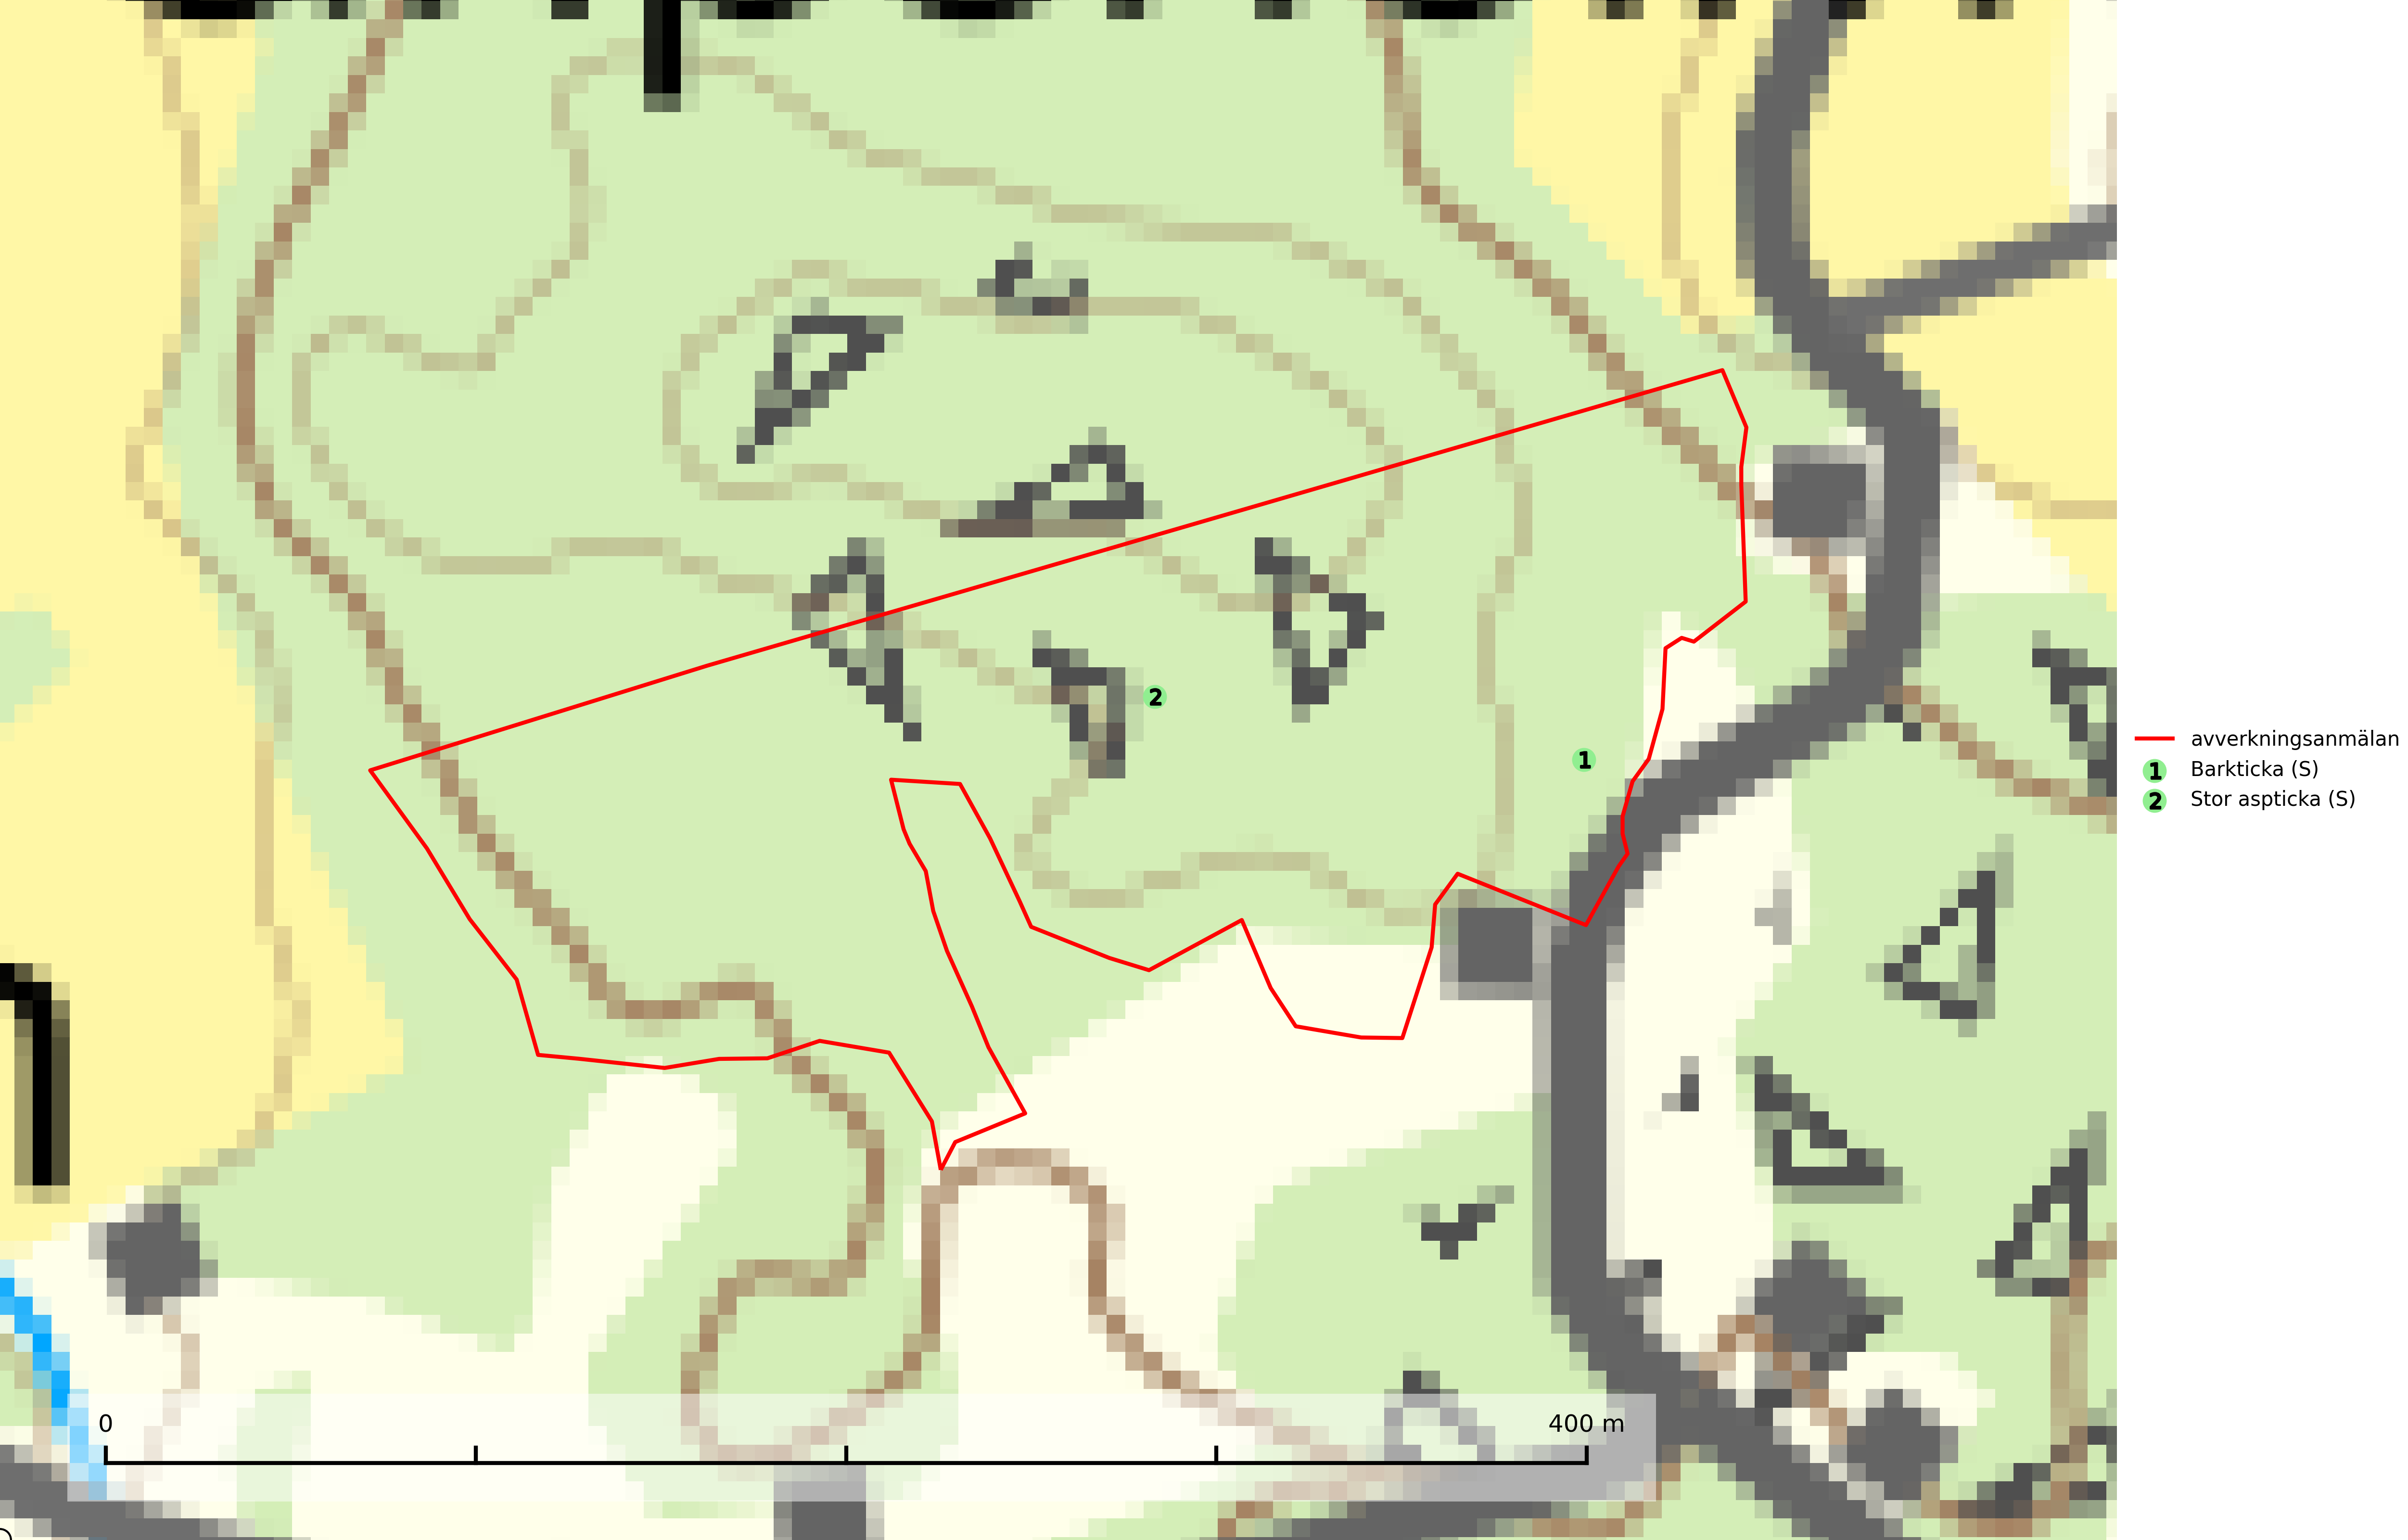 2
1
avverkningsanmälan
1 Barkticka (S)
2 Stor aspticka (S)
0 400 m